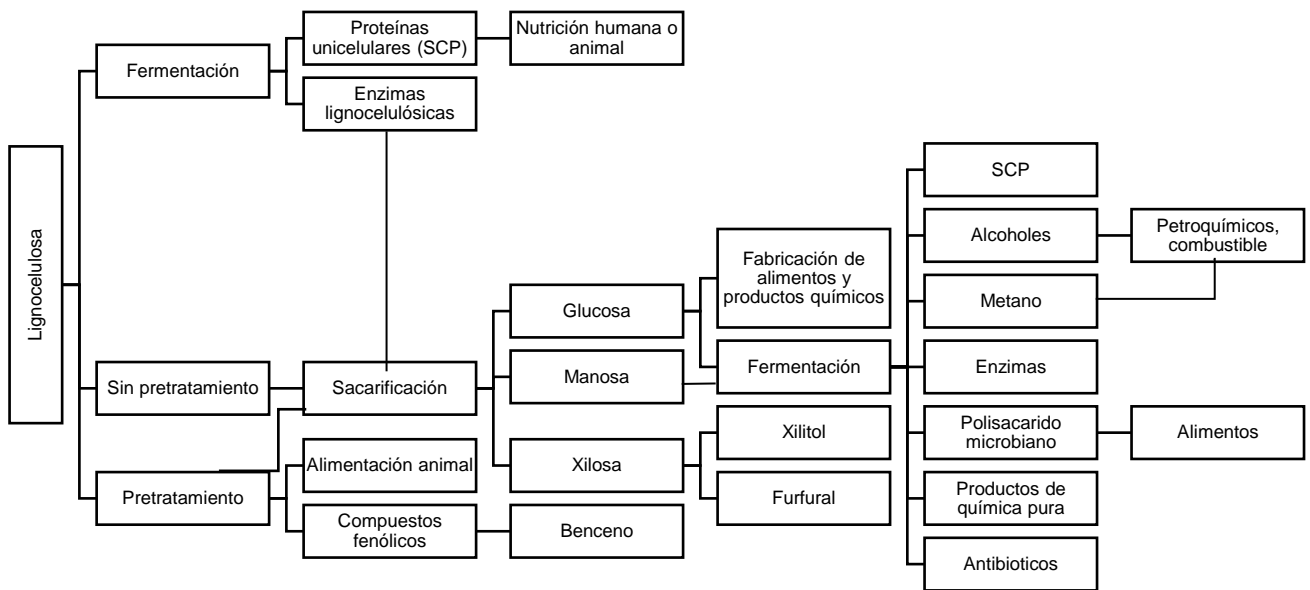 Proteínas
unicelulares (SCP)
Nutrición humana o
animal
Fermentación
Enzimas
lignocelulósicas
Lignocelulosa
SCP
Alcoholes
Petroquímicos,
combustible
Fabricación de
alimentos y
productos químicos
Glucosa
Metano
Sin pretratamiento
Sacarificación
Manosa
Fermentación
Enzimas
Xilitol
Polisacarido
microbiano
Alimentos
Alimentación animal
Xilosa
Pretratamiento
Furfural
Productos de
química pura
Compuestos
fenólicos
Benceno
Antibioticos